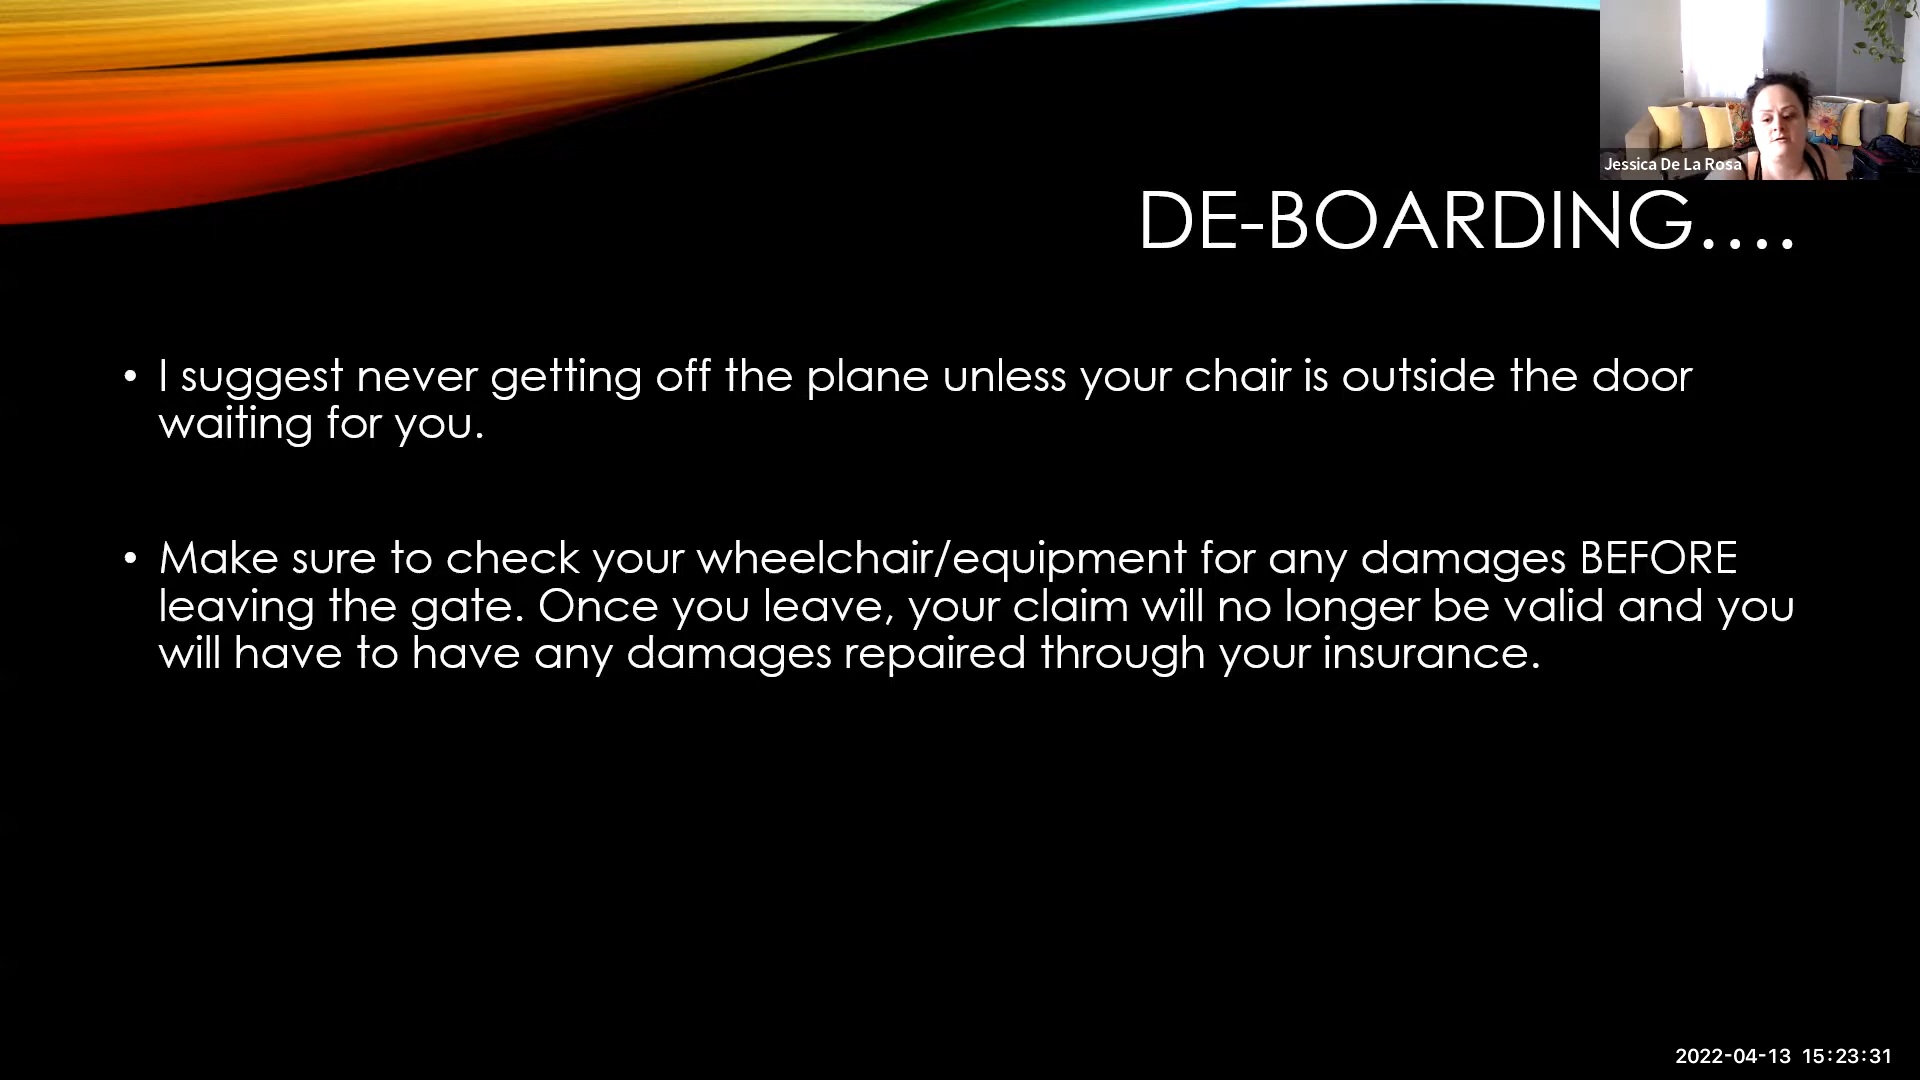 Jessica De La Rosa
DE-BOARDING....
• I suggest never getting off the plane unless your chair is outside the door
waiting for you.
• Make sure to check your wheelchair/equipment for any damages BEFORE
leaving the gate. Once you leave, your claim will no longer be valid and you
will have to have any damages repaired through your insurance.
2022-04-13 15:23:31